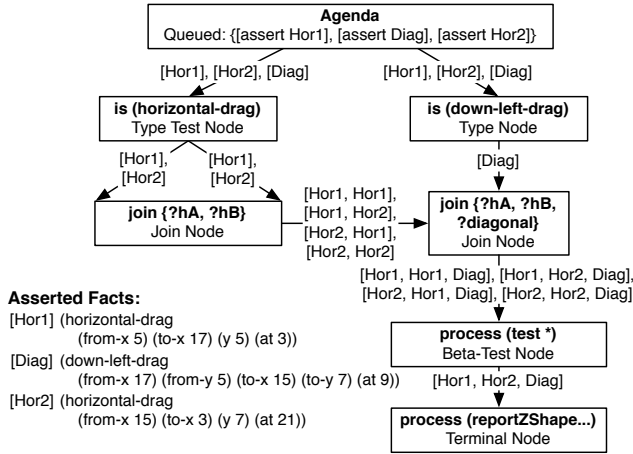 Agenda
Queued: {[assert Hor1], [assert Diag], [assert Hor2]}
[Hor1], [Hor2], [Diag]
[Hor1], [Hor2], [Diag]
is (horizontal-drag)
Type Test Node
is (down-left-drag)
Type Node
[Hor1],
[Hor2]
[Hor1],
[Hor2]
[Diag]
join {?hA, ?hB}
Join Node
[Hor1, Hor1],
[Hor1, Hor2],
[Hor2, Hor1],
[Hor2, Hor2]
join {?hA, ?hB,
?diagonal}
Join Node
[Hor1, Hor1, Diag], [Hor1, Hor2, Diag],
[Hor2, Hor1, Diag], [Hor2, Hor2, Diag]
Asserted Facts:
[Hor1] (horizontal-drag
(from-x 5) (to-x 17) (y 5) (at 3))
[Diag] (down-left-drag
(from-x 17) (from-y 5) (to-x 15) (to-y 7) (at 9))
[Hor2] (horizontal-drag
(from-x 15) (to-x 3) (y 7) (at 21))
process (test *)
Beta-Test Node
[Hor1, Hor2, Diag]
process (reportZShape...)
Terminal Node